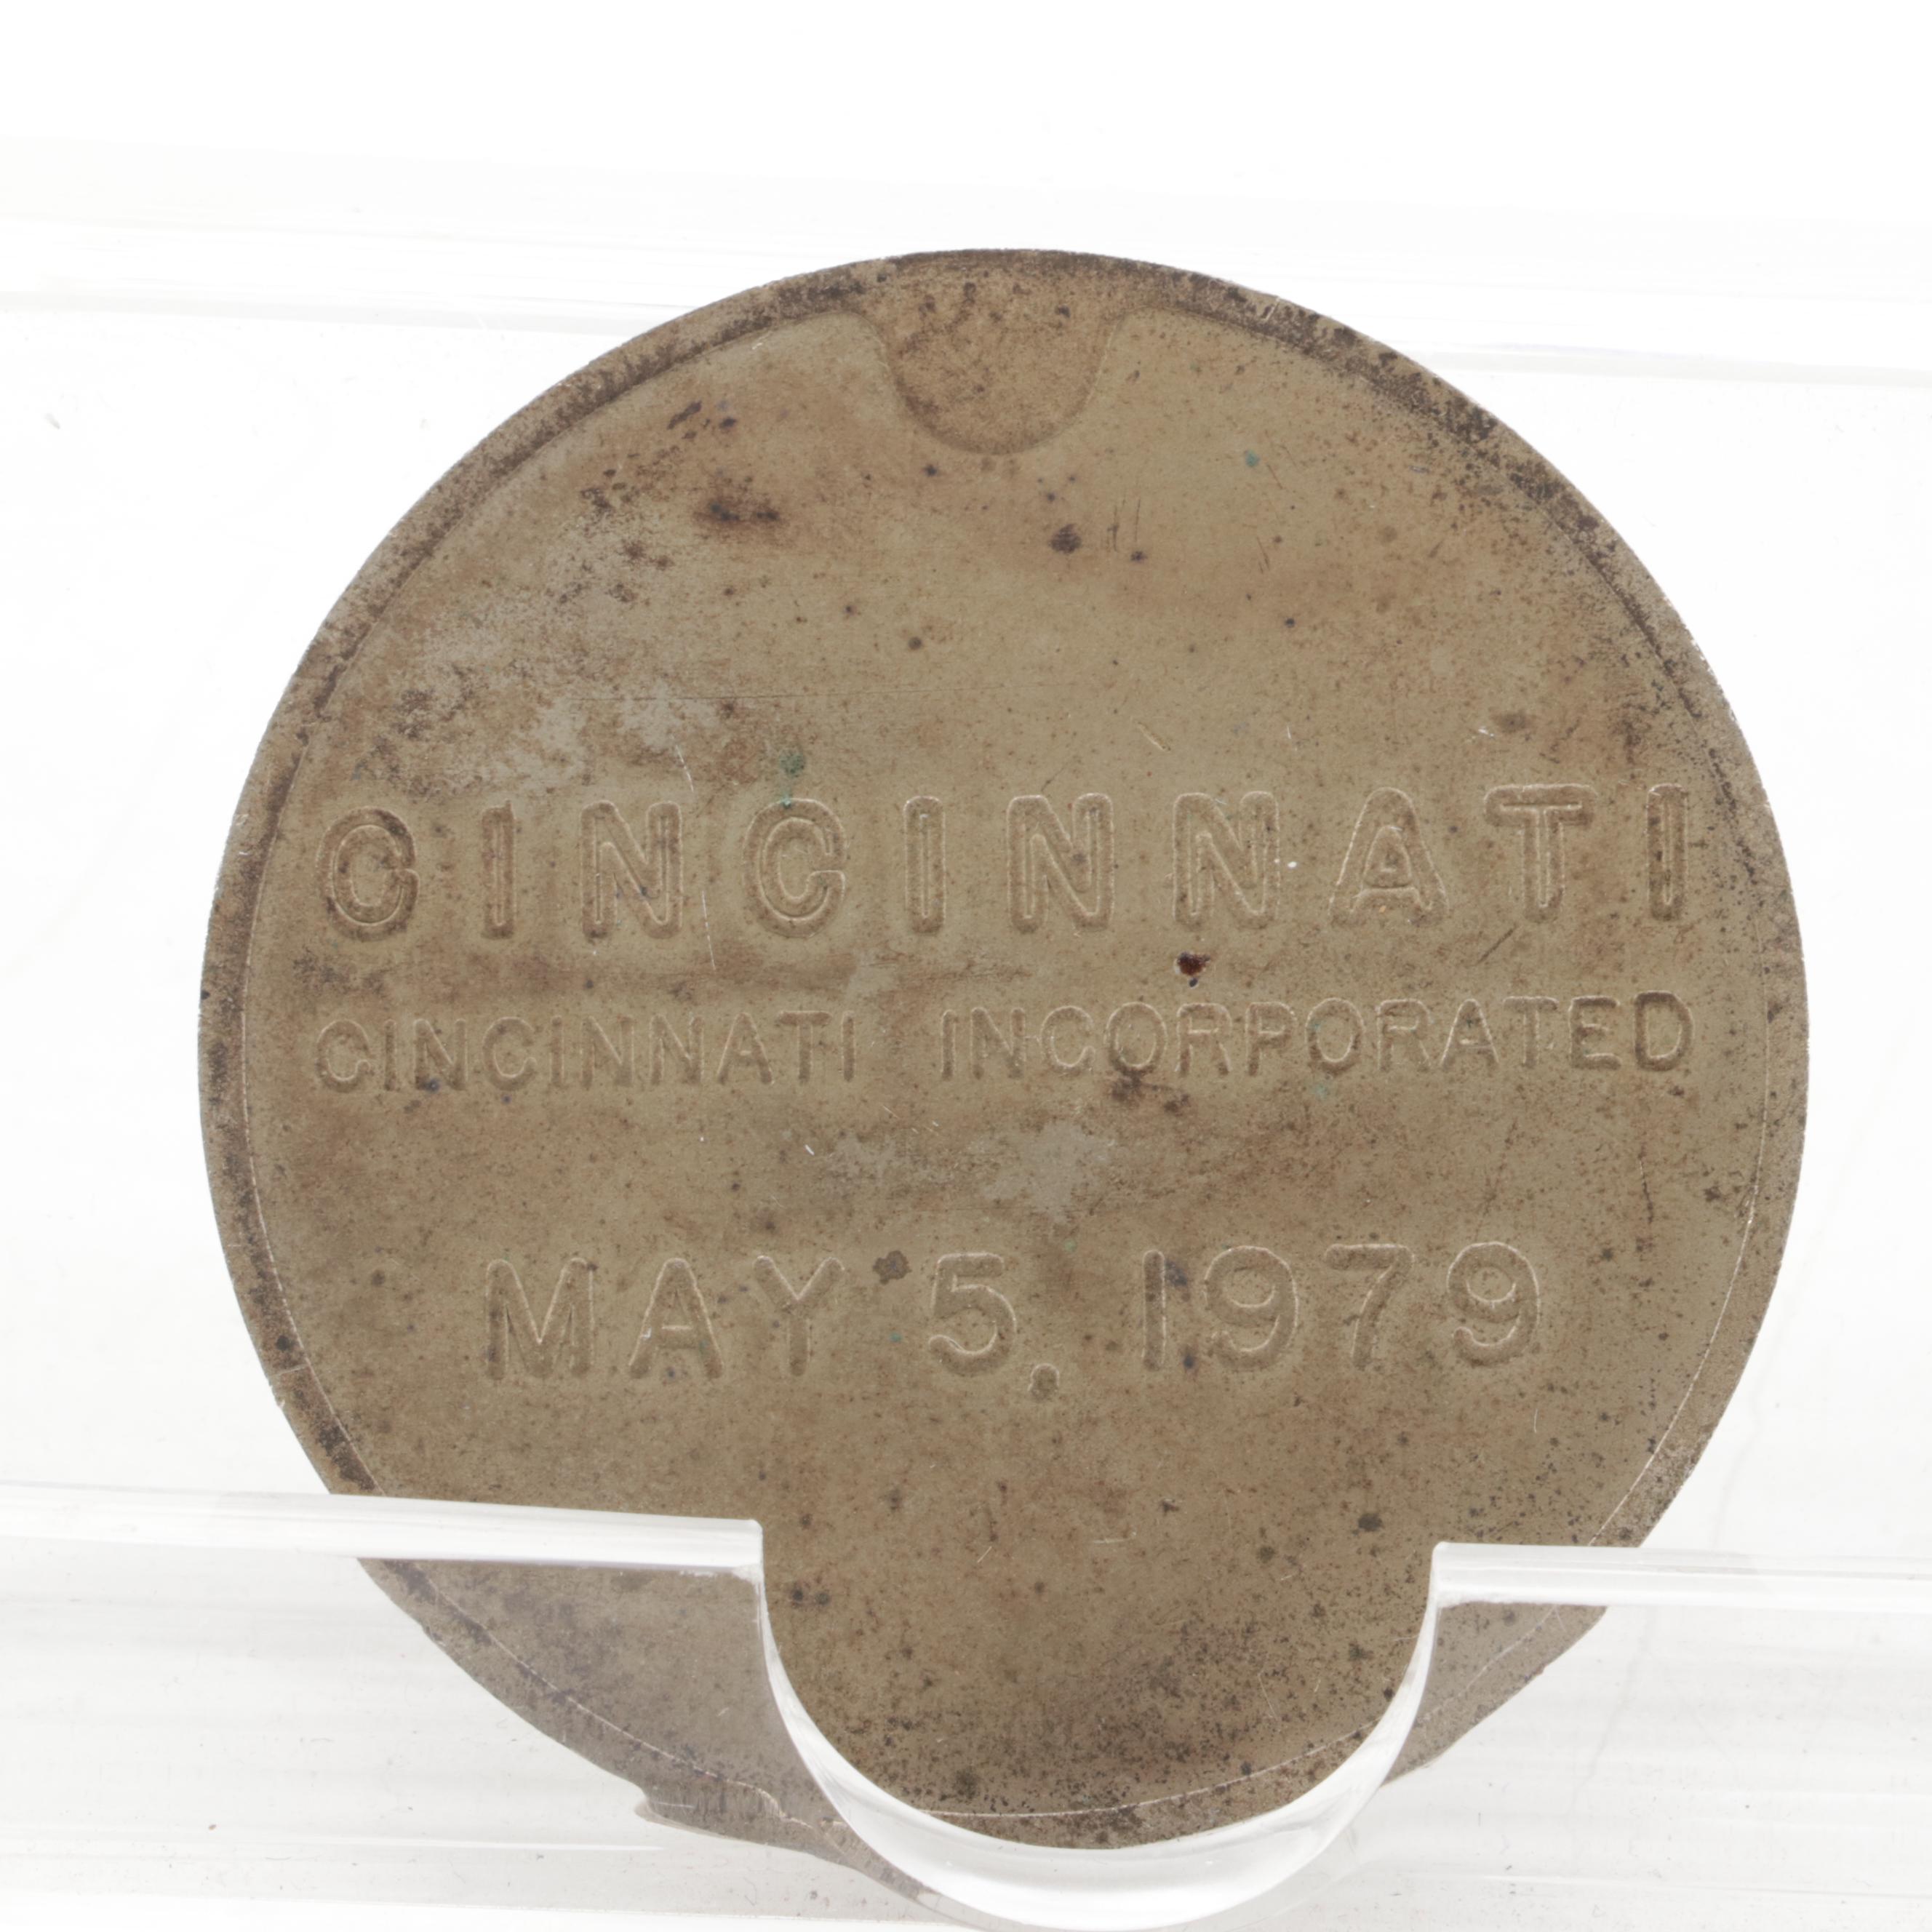 CINCINNATI
CINCINNATI INCORPORATED
MAY 5, 1979